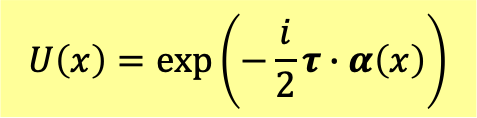 U(x) = exp(−i/2 τ · α(x))